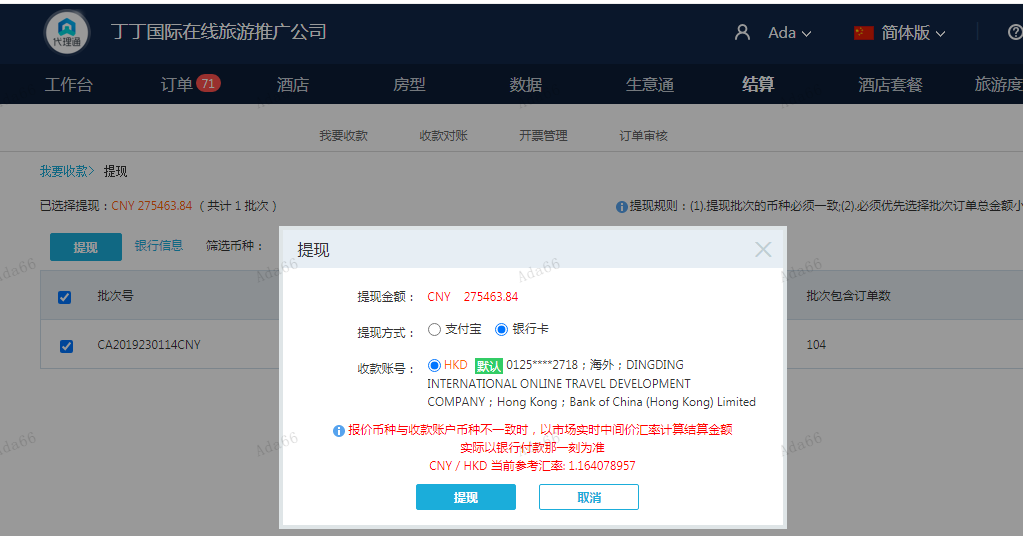 代理通
丁丁国际在线旅游推广公司
Ada
简体版
工作台
订单 71
酒店
房型
数据
生意通
结算
酒店套餐
旅游度
我要收款
收款对账
开票管理
订单审核
我要收款> 提现
已选择提现：CNY 275463.84（共计 1 批次）
提现规则：(1).提现批次的币种必须一致;(2).必须优先选择批次订单总金额小
提现
银行信息
筛选币种：
批次号
批次包含订单数
CA2019230114CNY
104
提现
提现金额： CNY 275463.84
提现方式： 支付宝 银行卡
收款账号： HKD 默认 0125****2718；海外；DINGDING
INTERNATIONAL ONLINE TRAVEL DEVELOPMENT
COMPANY；Hong Kong；Bank of China (Hong Kong) Limited
报价币种与收款账户币种不一致时，以市场实时中间价汇率计算结算金额
实际以银行付款那一刻为准
CNY / HKD 当前参考汇率: 1.164078957
提现
取消
Ada66
Ada66
Ada66
Ada66
Ada66
Ada66
Ada66
Ada66